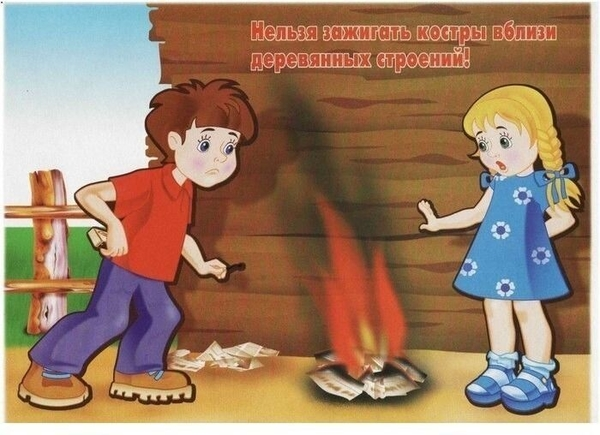 Нельзя зажигать костры вблизи
деревянных строений!